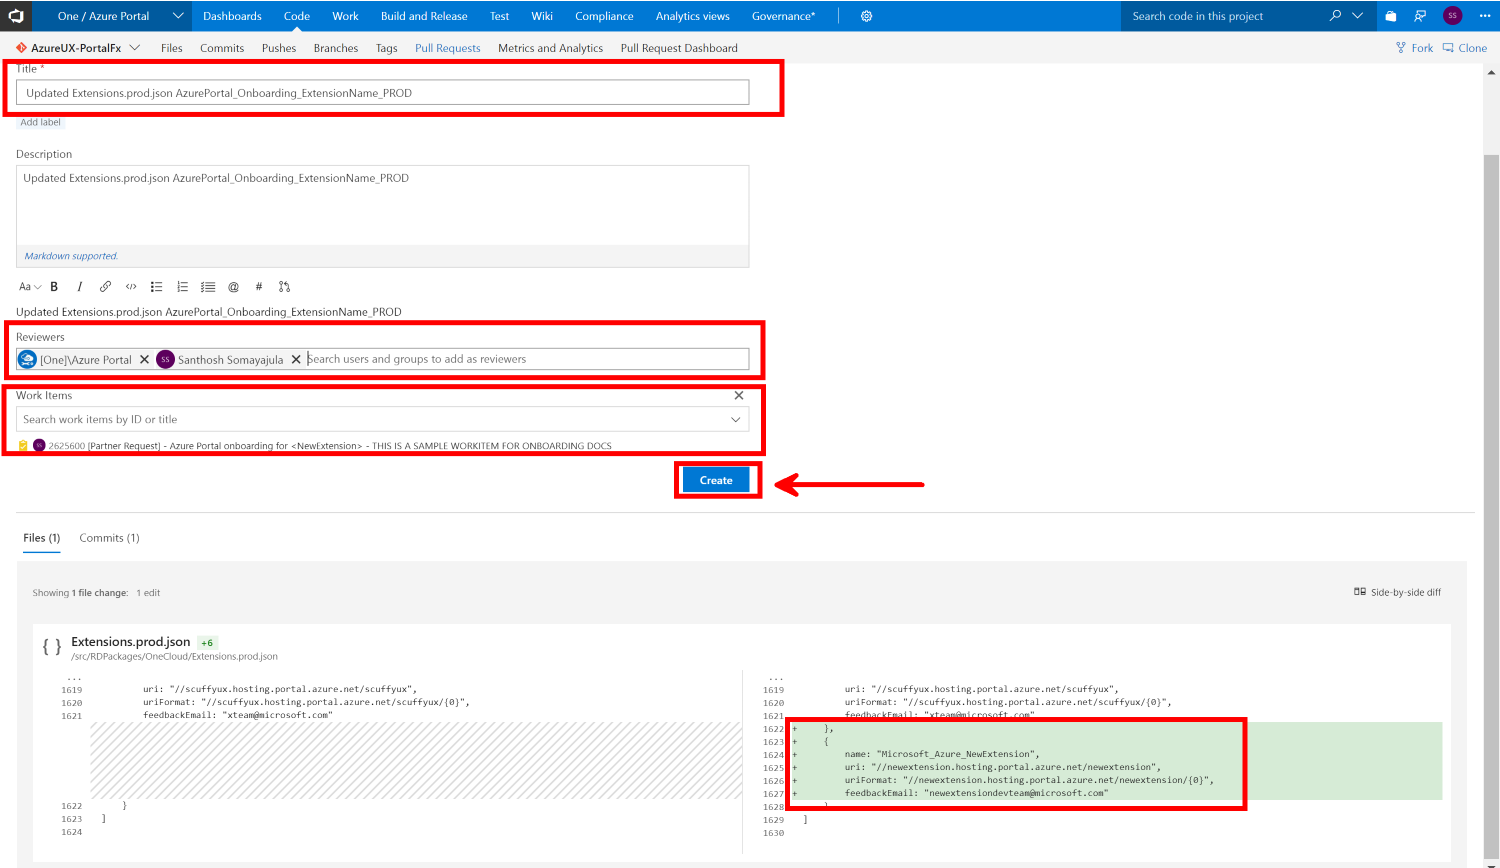 One / Azure Portal Dashboards Code Work Build and Release Test Wiki Compliance Analytics views Governance* Search code in this project SS
AzureUX-PortalFx Files Commits Pushes Branches Tags Pull Requests Metrics and Analytics Pull Request Dashboard Fork Clone
Title *
Updated Extensions.prod.json AzurePortal_Onboarding_ExtensionName_PROD
Add label
Description
Updated Extensions.prod.json AzurePortal_Onboarding_ExtensionName_PROD
Markdown supported.
Aa B I </> @ #
Updated Extensions.prod.json AzurePortal_Onboarding_ExtensionName_PROD
Reviewers
[One]\Azure Portal SS Santhosh Somayajula Search users and groups to add as reviewers
Work Items
Search work items by ID or title
SS 2625600 [Partner Request] - Azure Portal onboarding for <NewExtension> - THIS IS A SAMPLE WORKITEM FOR ONBOARDING DOCS
Create
Files (1) Commits (1)
Showing 1 file change: 1 edit Side-by-side diff
{ } Extensions.prod.json +6
/src/RDPackages/OneCloud/Extensions.prod.json
...
1619 uri: "//scuffyux.hosting.portal.azure.net/scuffyux",
1620 uriFormat: "//scuffyux.hosting.portal.azure.net/scuffyux/{0}",
1621 feedbackEmail: "xteam@microsoft.com"
1622 }
1623 ]
1624
...
1619 uri: "//scuffyux.hosting.portal.azure.net/scuffyux",
1620 uriFormat: "//scuffyux.hosting.portal.azure.net/scuffyux/{0}",
1621 feedbackEmail: "xteam@microsoft.com"
1622 + },
1623 + {
1624 + name: "Microsoft_Azure_NewExtension",
1625 + uri: "//newextension.hosting.portal.azure.net/newextension",
1626 + uriFormat: "//newextension.hosting.portal.azure.net/newextension/{0}",
1627 + feedbackEmail: "newextensiondevteam@microsoft.com"
1628 }
1629 ]
1630